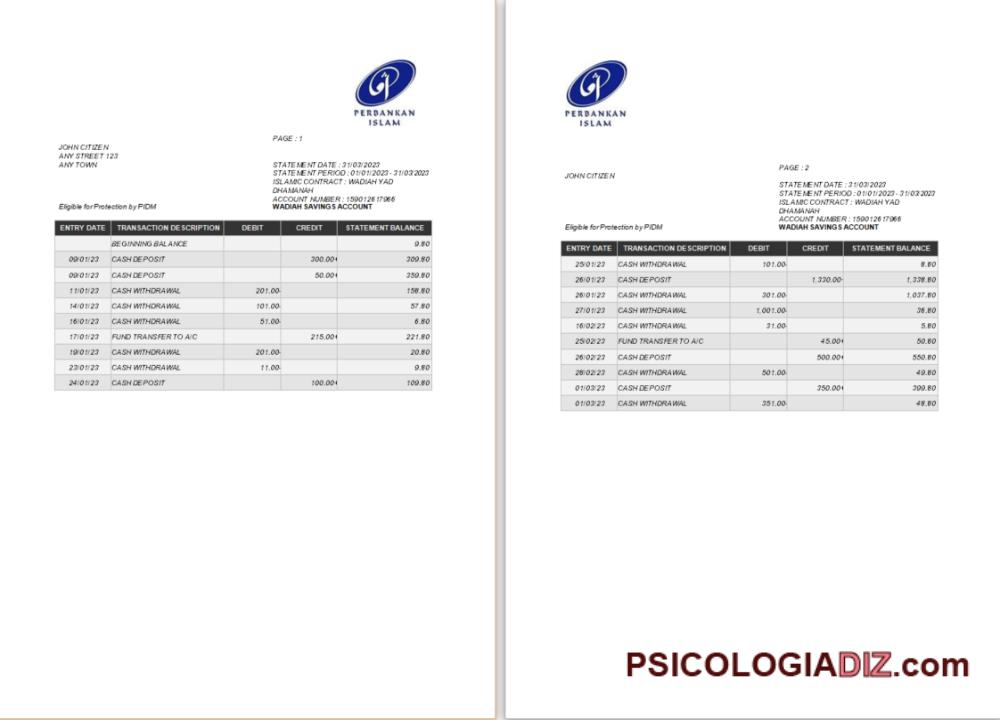 PERBANKAN
ISLAM
PAGE : 1
JOHN CITIZEN
ANY STREET 123
ANY TOWN
STATEMENT DATE : 31/03/2023
STATEMENT PERIOD : 01/01/2023 - 31/03/2023
ISLAMIC CONTRACT : WADIAH YAD
DHAMANAH
ACCOUNT NUMBER : 159012617966
Eligible for Protection by PIDM WADIAH SAVINGS ACCOUNT
ENTRY DATE TRANSACTION DESCRIPTION DEBIT CREDIT STATEMENT BALANCE
BEGINNING BALANCE 9.80
09/01/23 CASH DEPOSIT 300.00+ 309.80
09/01/23 CASH DEPOSIT 50.00+ 359.80
11/01/23 CASH WITHDRAWAL 201.00- 158.80
14/01/23 CASH WITHDRAWAL 101.00- 57.80
16/01/23 CASH WITHDRAWAL 51.00- 6.80
17/01/23 FUND TRANSFER TO A/C 215.00+ 221.80
19/01/23 CASH WITHDRAWAL 201.00- 20.80
23/01/23 CASH WITHDRAWAL 11.00- 9.80
24/01/23 CASH DEPOSIT 100.00+ 109.80
PERBANKAN
ISLAM
PAGE : 2
JOHN CITIZEN
STATEMENT DATE : 31/03/2023
STATEMENT PERIOD : 01/01/2023 - 31/03/2023
ISLAMIC CONTRACT : WADIAH YAD
DHAMANAH
ACCOUNT NUMBER : 159012617966
Eligible for Protection by PIDM WADIAH SAVINGS ACCOUNT
ENTRY DATE TRANSACTION DESCRIPTION DEBIT CREDIT STATEMENT BALANCE
25/01/23 CASH WITHDRAWAL 101.00- 8.80
26/01/23 CASH DEPOSIT 1,330.00- 1,338.80
26/01/23 CASH WITHDRAWAL 301.00- 1,037.80
27/01/23 CASH WITHDRAWAL 1,001.00- 36.80
16/02/23 CASH WITHDRAWAL 31.00- 5.80
25/02/23 FUND TRANSFER TO A/C 45.00+ 50.80
26/02/23 CASH DEPOSIT 500.00+ 550.80
28/02/23 CASH WITHDRAWAL 501.00- 49.80
01/03/23 CASH DEPOSIT 350.00+ 399.80
01/03/23 CASH WITHDRAWAL 351.00- 48.80
PSICOLOGIADIZ.com